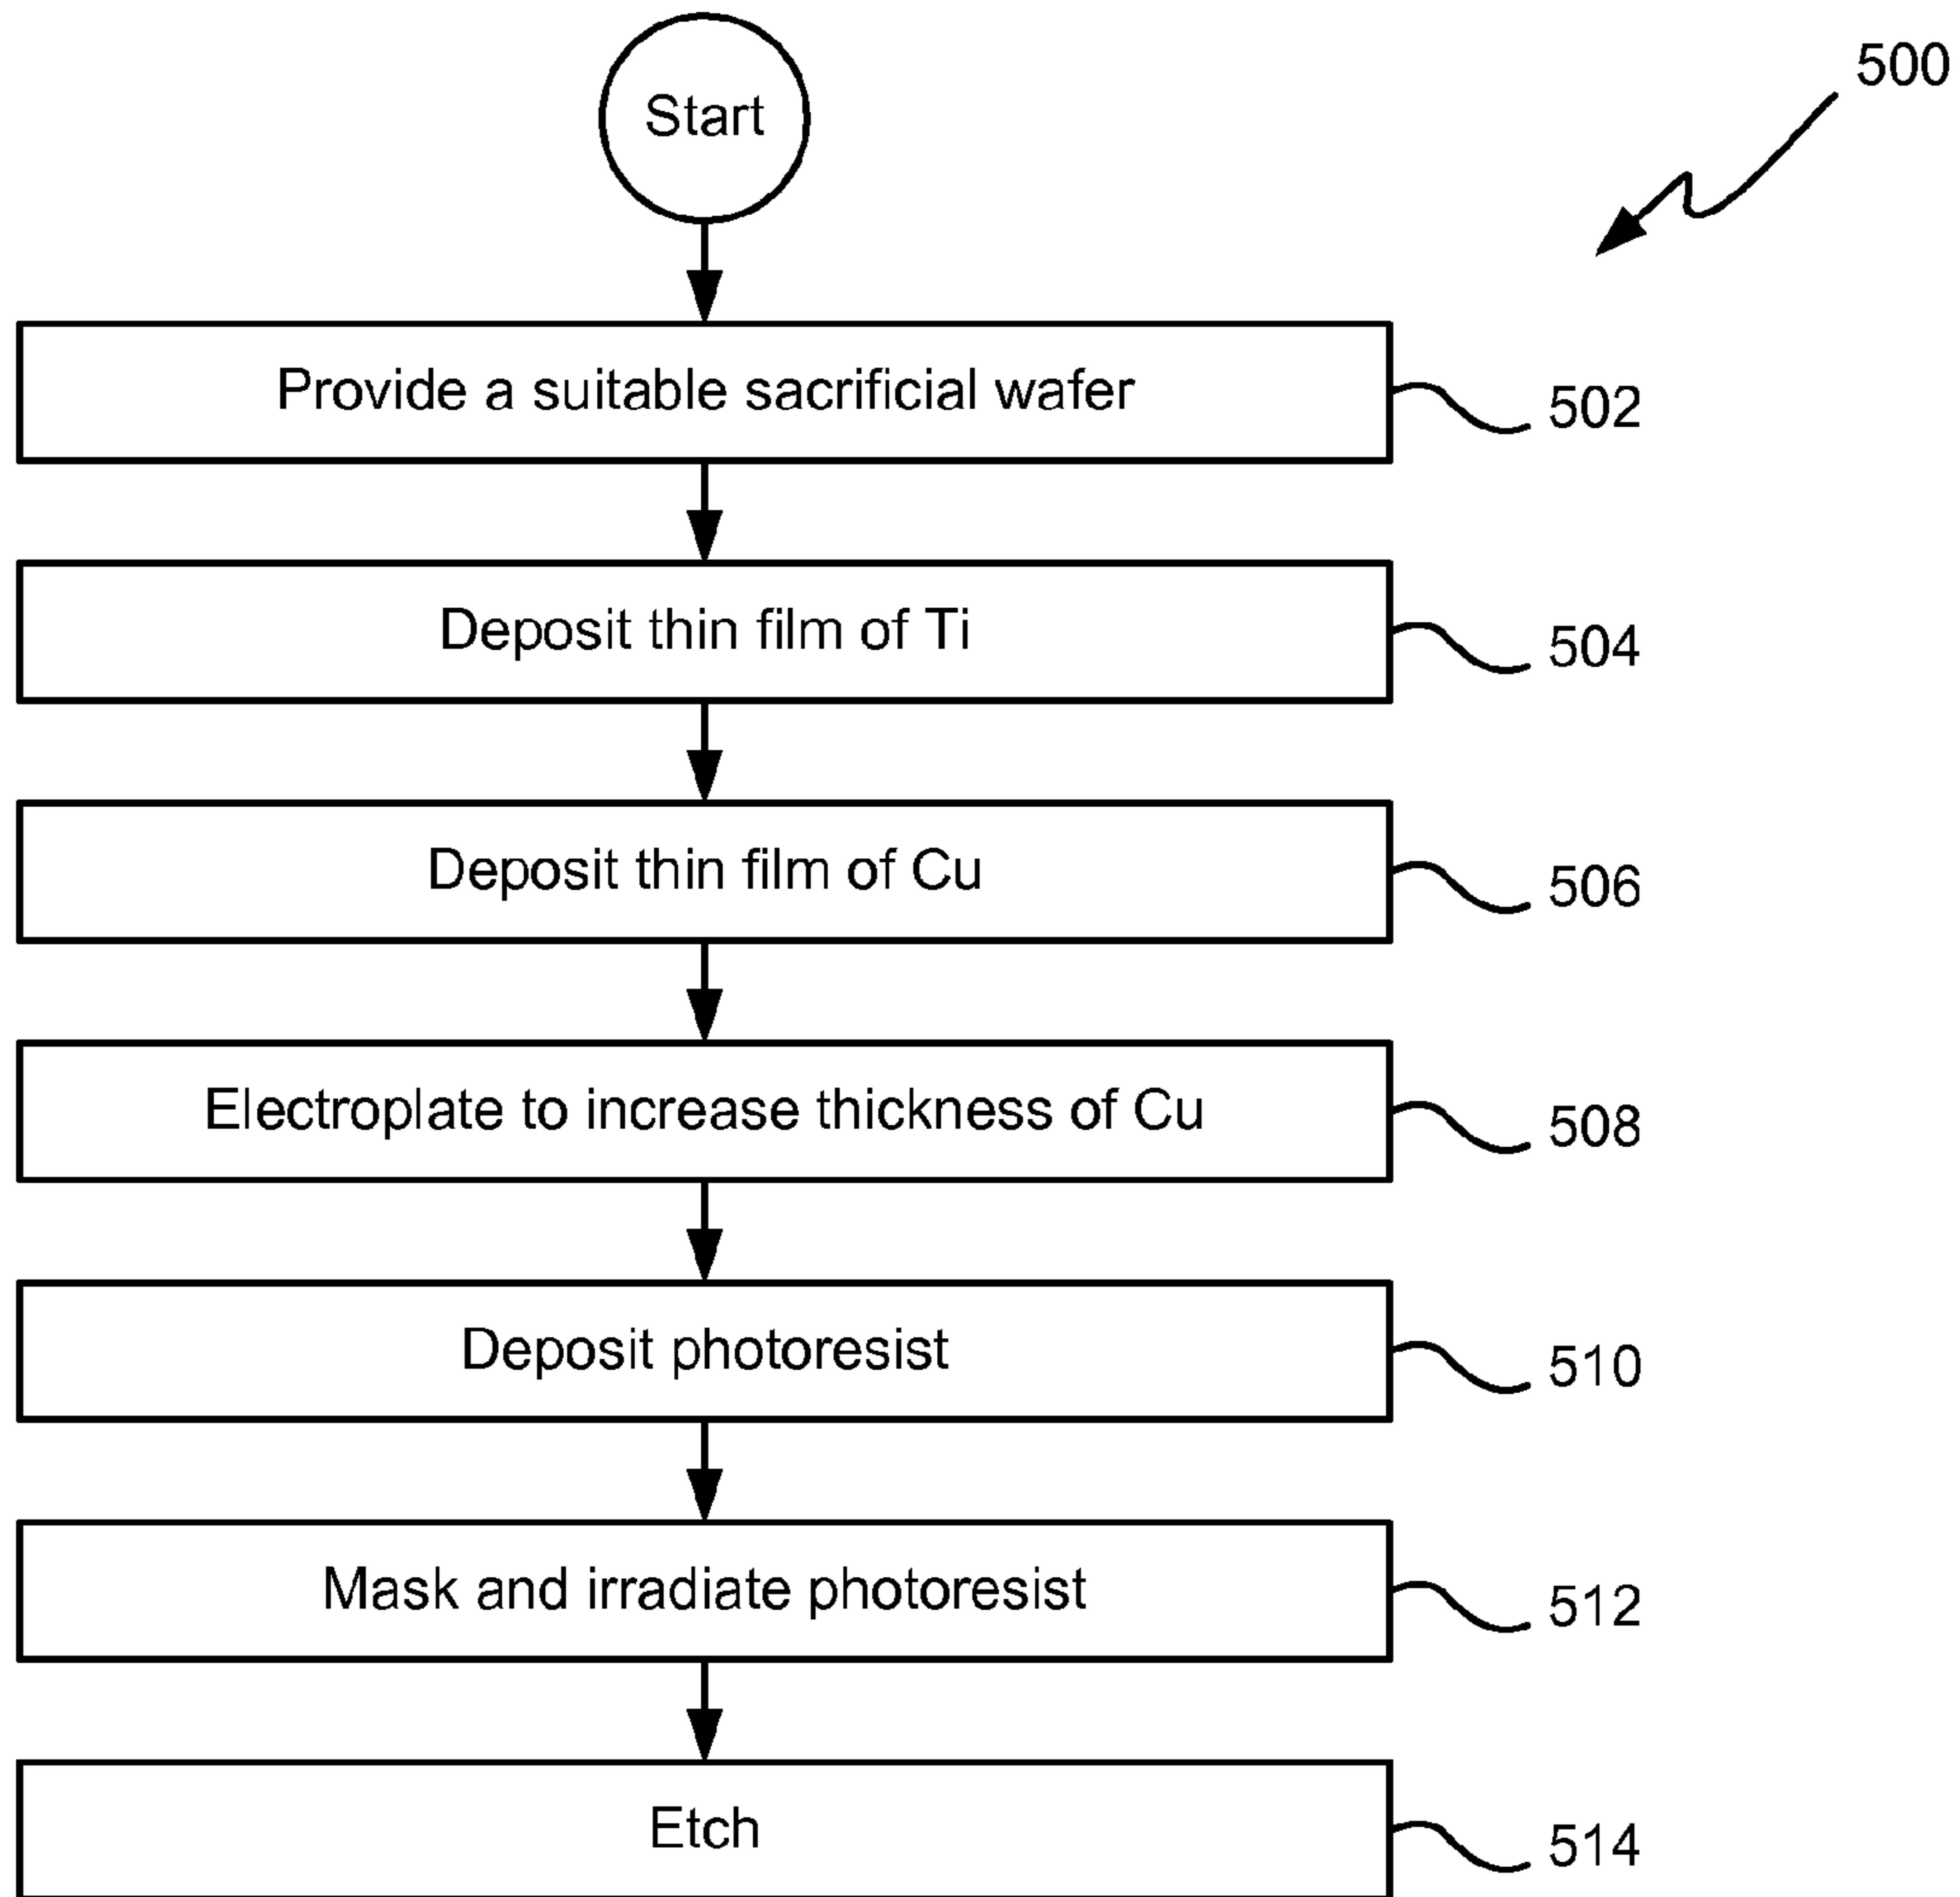 Start
500
Provide a suitable sacrificial wafer
502
Deposit thin film of Ti
504
Deposit thin film of Cu
506
Electroplate to increase thickness of Cu
508
Deposit photoresist
510
Mask and irradiate photoresist
512
Etch
514